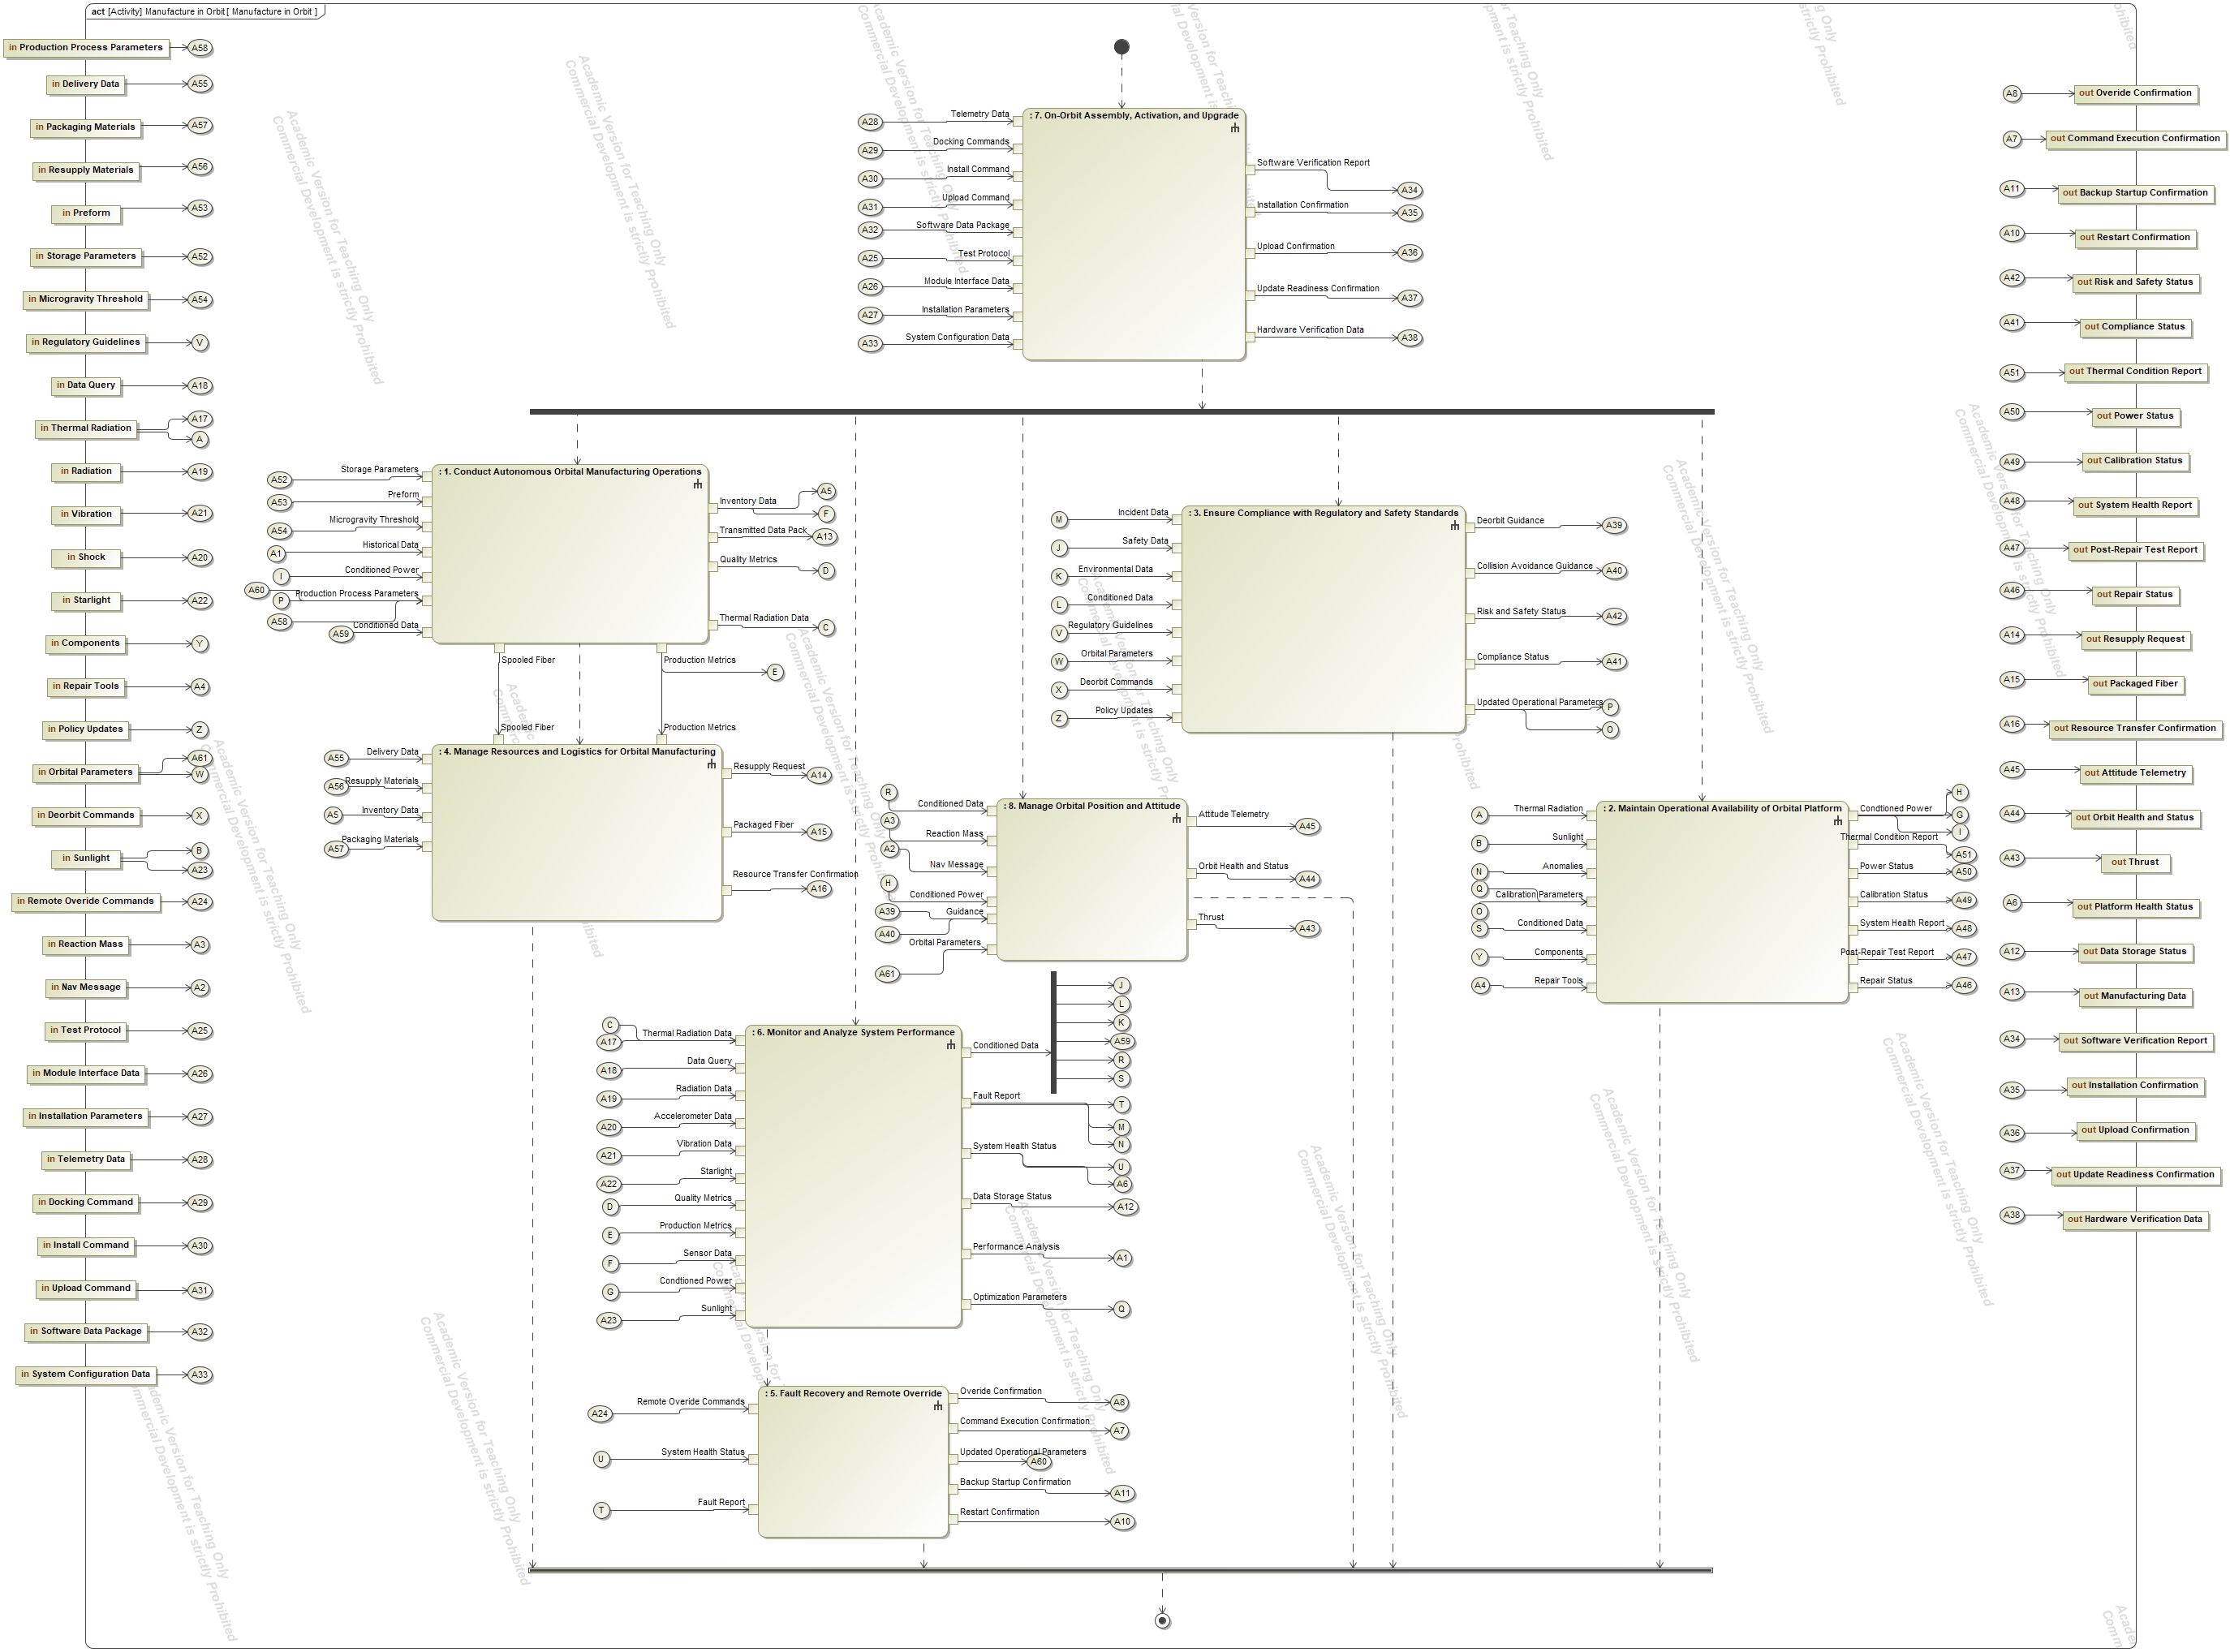 act [Activity] Manufacture in Orbit[ Manufacture in Orbit ]
in Production Process Parameters
A58
in Delivery Data
A55
in Packaging Materials
A57
in Resupply Materials
A56
in Preform
A53
in Storage Parameters
A52
in Microgravity Threshold
A54
in Regulatory Guidelines
V
in Data Query
A18
in Thermal Radiation
A17
A
in Radiation
A19
in Vibration
A21
in Shock
A20
in Starlight
A22
in Components
Y
in Repair Tools
A4
in Policy Updates
Z
in Orbital Parameters
A61
W
in Deorbit Commands
X
in Sunlight
B
A23
in Remote Overide Commands
A24
in Reaction Mass
A3
in Nav Message
A2
in Test Protocol
A25
in Module Interface Data
A26
in Installation Parameters
A27
in Telemetry Data
A28
in Docking Command
A29
in Install Command
A30
in Upload Command
A31
in Software Data Package
A32
in System Configuration Data
A33
: 7. On-Orbit Assembly, Activation, and Upgrade
A28
Telemetry Data
A29
Docking Commands
A30
Install Command
A31
Upload Command
A32
Software Data Package
A25
Test Protocol
A26
Module Interface Data
A27
Installation Parameters
A33
System Configuration Data
Software Verification Report
A34
Installation Confirmation
A35
Upload Confirmation
A36
Update Readiness Confirmation
A37
Hardware Verification Data
A38
: 1. Conduct Autonomous Orbital Manufacturing Operations
A52
Storage Parameters
A53
Preform
A54
Microgravity Threshold
A1
Historical Data
I
Conditioned Power
A60
P
Production Process Parameters
A58
A59
Conditioned Data
Inventory Data
A5
F
Transmitted Data Pack
A13
Quality Metrics
D
Thermal Radiation Data
C
Spooled Fiber
Production Metrics
E
Spooled Fiber
Production Metrics
: 4. Manage Resources and Logistics for Orbital Manufacturing
A55
Delivery Data
A56
Resupply Materials
A5
Inventory Data
A57
Packaging Materials
Resupply Request
A14
Packaged Fiber
A15
Resource Transfer Confirmation
A16
: 3. Ensure Compliance with Regulatory and Safety Standards
M
Incident Data
J
Safety Data
K
Environmental Data
L
Conditioned Data
V
Regulatory Guidelines
W
Orbital Parameters
X
Deorbit Commands
Z
Policy Updates
Deorbit Guidance
A39
Collision Avoidance Guidance
A40
Risk and Safety Status
A42
Compliance Status
A41
Updated Operational Parameters
P
O
: 8. Manage Orbital Position and Attitude
R
Conditioned Data
A3
Reaction Mass
A2
Nav Message
H
Conditioned Power
A39
Guidance
A40
Orbital Parameters
A61
Attitude Telemetry
A45
Orbit Health and Status
A44
Thrust
A43
: 2. Maintain Operational Availability of Orbital Platform
A
Thermal Radiation
B
Sunlight
N
Anomalies
Q
Calibration Parameters
O
S
Conditioned Data
Y
Components
A4
Repair Tools
Condtioned Power
H
G
I
Thermal Condition Report
A51
Power Status
A50
Calibration Status
A49
System Health Report
A48
Post-Repair Test Report
A47
Repair Status
A46
: 6. Monitor and Analyze System Performance
C
A17
Thermal Radiation Data
A18
Data Query
A19
Radiation Data
A20
Accelerometer Data
A21
Vibration Data
A22
Starlight
D
Quality Metrics
E
Production Metrics
F
Sensor Data
G
Condtioned Power
A23
Sunlight
Conditioned Data
J
L
K
A59
R
S
Fault Report
T
M
N
System Health Status
U
A6
Data Storage Status
A12
Performance Analysis
A1
Optimization Parameters
Q
: 5. Fault Recovery and Remote Override
A24
Remote Overide Commands
U
System Health Status
T
Fault Report
Overide Confirmation
A8
Command Execution Confirmation
A7
Updated Operational Parameters
A60
Backup Startup Confirmation
A11
Restart Confirmation
A10
A8
out Overide Confirmation
A7
out Command Execution Confirmation
A11
out Backup Startup Confirmation
A10
out Restart Confirmation
A42
out Risk and Safety Status
A41
out Compliance Status
A51
out Thermal Condition Report
A50
out Power Status
A49
out Calibration Status
A48
out System Health Report
A47
out Post-Repair Test Report
A46
out Repair Status
A14
out Resupply Request
A15
out Packaged Fiber
A16
out Resource Transfer Confirmation
A45
out Attitude Telemetry
A44
out Orbit Health and Status
A43
out Thrust
A6
out Platform Health Status
A12
out Data Storage Status
A13
out Manufacturing Data
A34
out Software Verification Report
A35
out Installation Confirmation
A36
out Upload Confirmation
A37
out Update Readiness Confirmation
A38
out Hardware Verification Data
Academic Version for Teaching Only
Commercial Development is strictly Prohibited